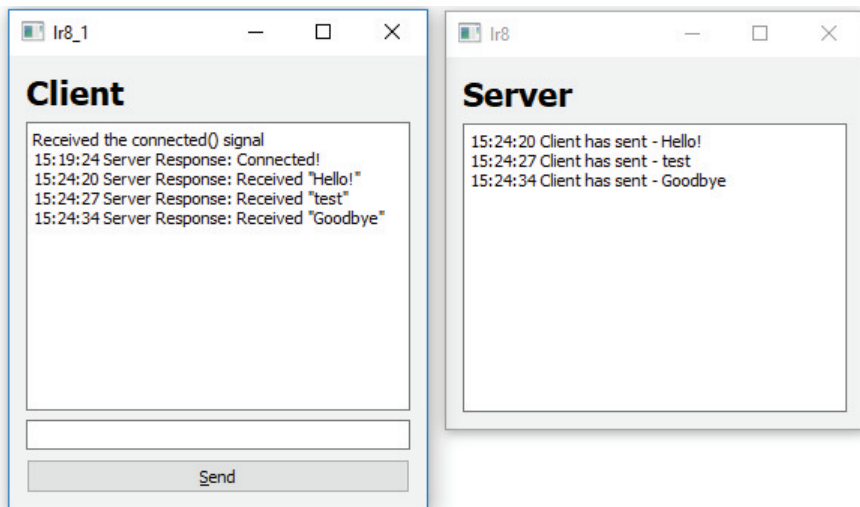 lr8_1
Client
Received the connected() signal
15:19:24 Server Response: Connected!
15:24:20 Server Response: Received "Hello!"
15:24:27 Server Response: Received "test"
15:24:34 Server Response: Received "Goodbye"
Send
lr8
Server
15:24:20 Client has sent - Hello!
15:24:27 Client has sent - test
15:24:34 Client has sent - Goodbye